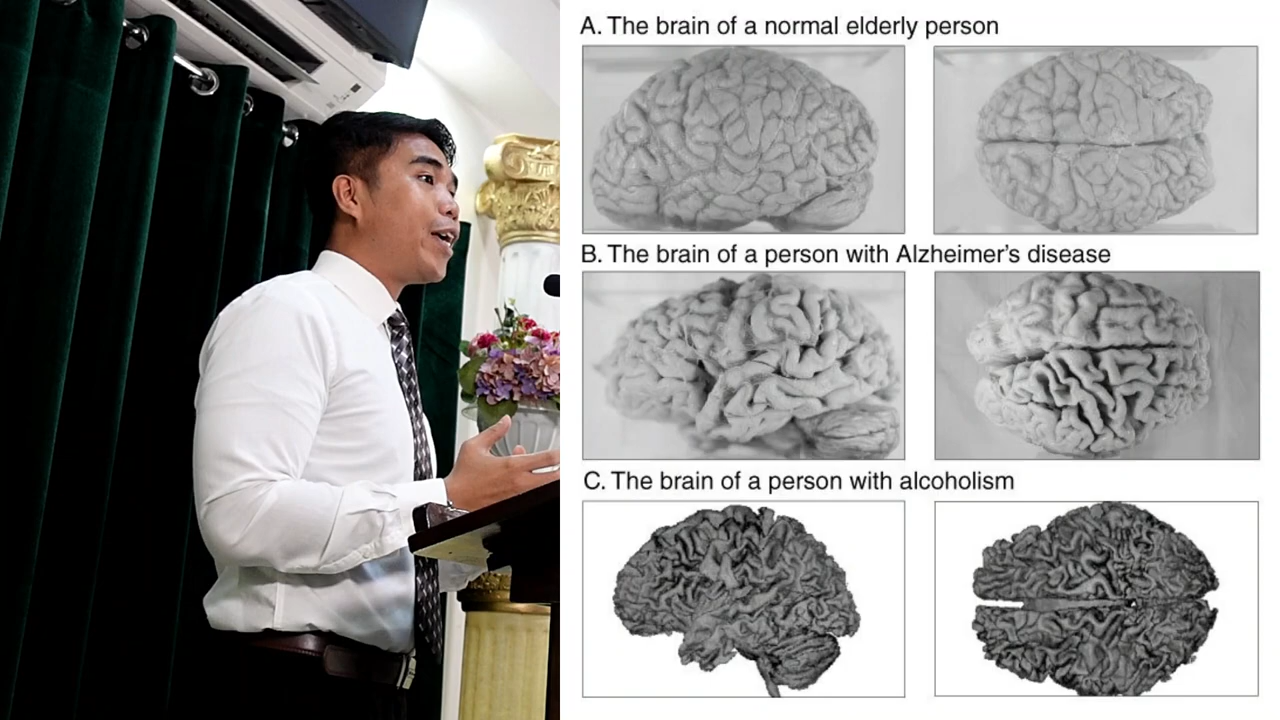 A. The brain of a normal elderly person
B. The brain of a person with Alzheimer’s disease
C. The brain of a person with alcoholism